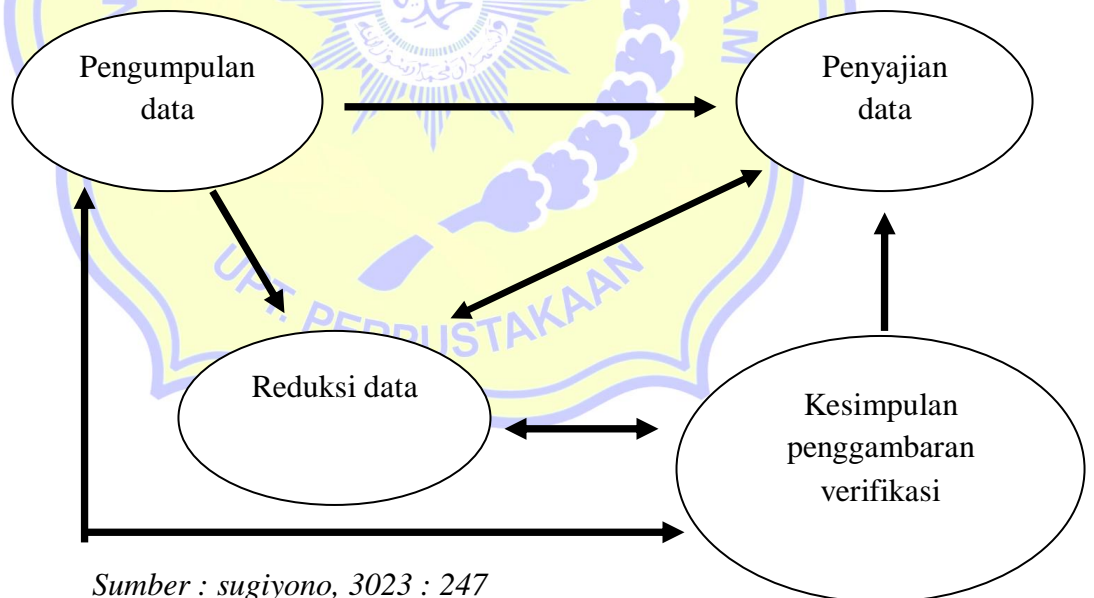 Pengumpulan
data
Penyajian
data
UPT. PERPUSTAKAAN
Reduksi data
Kesimpulan
penggambaran
verifikasi
Sumber : sugiyono, 3023 : 247